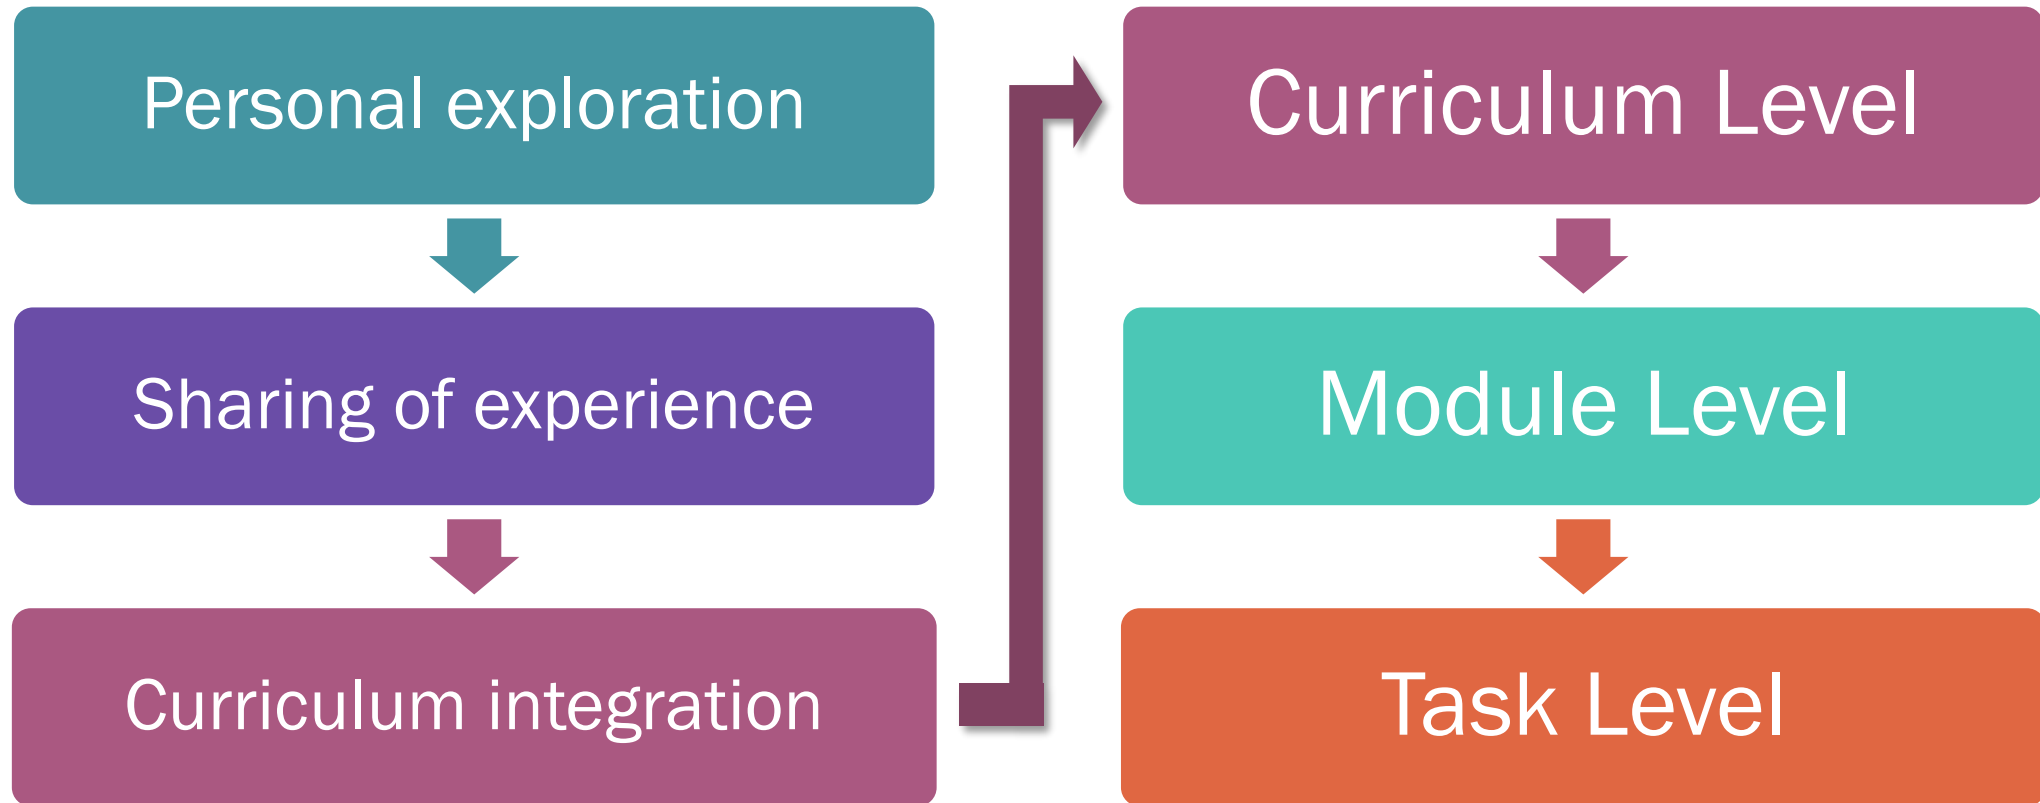 Personal exploration
Sharing of experience
Curriculum integration
Curriculum Level
Module Level
Task Level